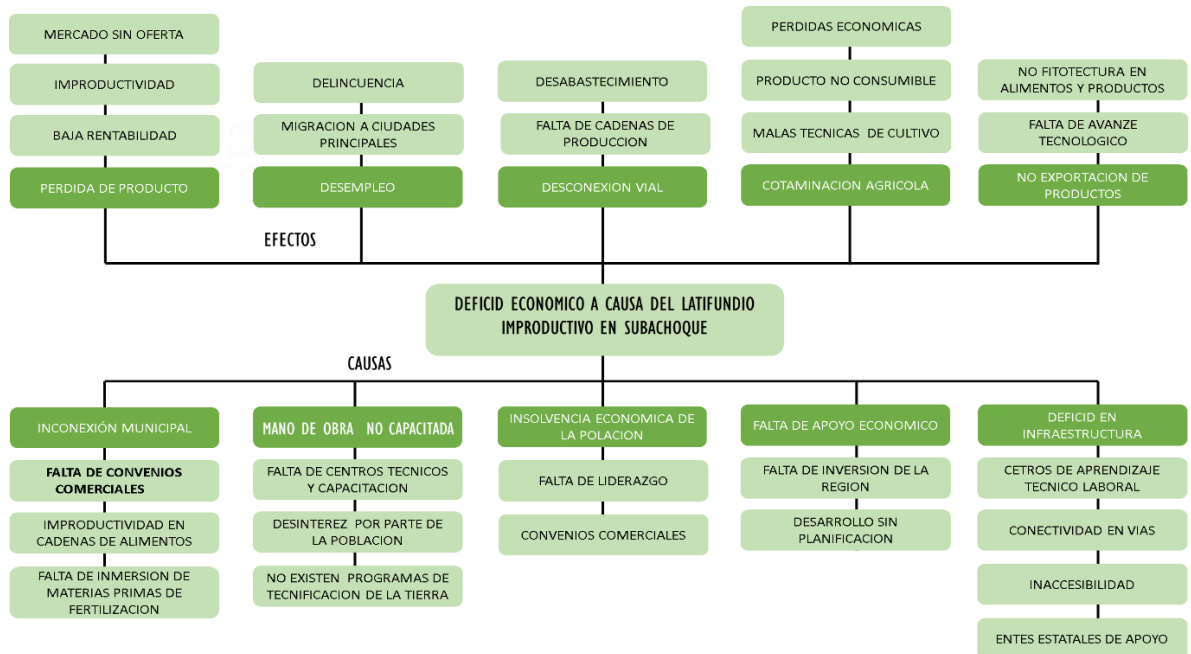 MERCADO SIN OFERTA
IMPRODUCTIVIDAD
BAJA RENTABILIDAD
PERDIDA DE PRODUCTO
DELINCUENCIA
MIGRACION A CIUDADES
PRINCIPALES
DESEMPLEO
DESABASTECIMIENTO
FALTA DE CADENAS DE
PRODUCCION
DESCONEXION VIAL
PERDIDAS ECONOMICAS
PRODUCTO NO CONSUMIBLE
MALAS TECNICAS DE CULTIVO
COTAMINACION AGRICOLA
NO FITOTECTURA EN
ALIMENTOS Y PRODUCTOS
FALTA DE AVANZE
TECNOLOGICO
NO EXPORTACION DE
PRODUCTOS
EFECTOS
DEFICID ECONOMICO A CAUSA DEL LATIFUNDIO
IMPRODUCTIVO EN SUBACHOQUE
CAUSAS
INCONEXIÓN MUNICIPAL
FALTA DE CONVENIOS
COMERCIALES
IMPRODUCTIVIDAD EN
CADENAS DE ALIMENTOS
FALTA DE INMERSION DE
MATERIAS PRIMAS DE
FERTILIZACION
MANO DE OBRA NO CAPACITADA
FALTA DE CENTROS TECNICOS
Y CAPACITACION
DESINTEREZ POR PARTE DE
LA POBLACION
NO EXISTEN PROGRAMAS DE
TECNIFICACION DE LA TIERRA
INSOLVENCIA ECONOMICA DE
LA POLACION
FALTA DE LIDERAZGO
CONVENIOS COMERCIALES
FALTA DE APOYO ECONOMICO
FALTA DE INVERSION DE LA
REGION
DESARROLLO SIN
PLANIFICACION
DEFICID EN
INFRAESTRUCTURA
CETROS DE APRENDIZAJE
TECNICO LABORAL
CONECTIVIDAD EN VIAS
INACCESIBILIDAD
ENTES ESTATALES DE APOYO